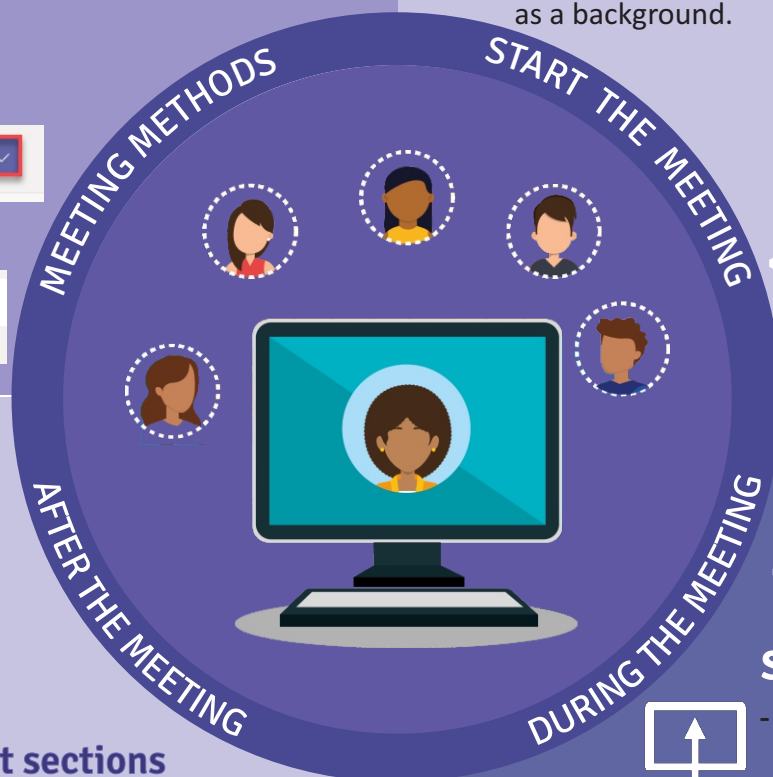 as a background.
MEETING METHODS
START THE MEETING
AFTER THE MEETING
DURING THE MEETING
t sections
-